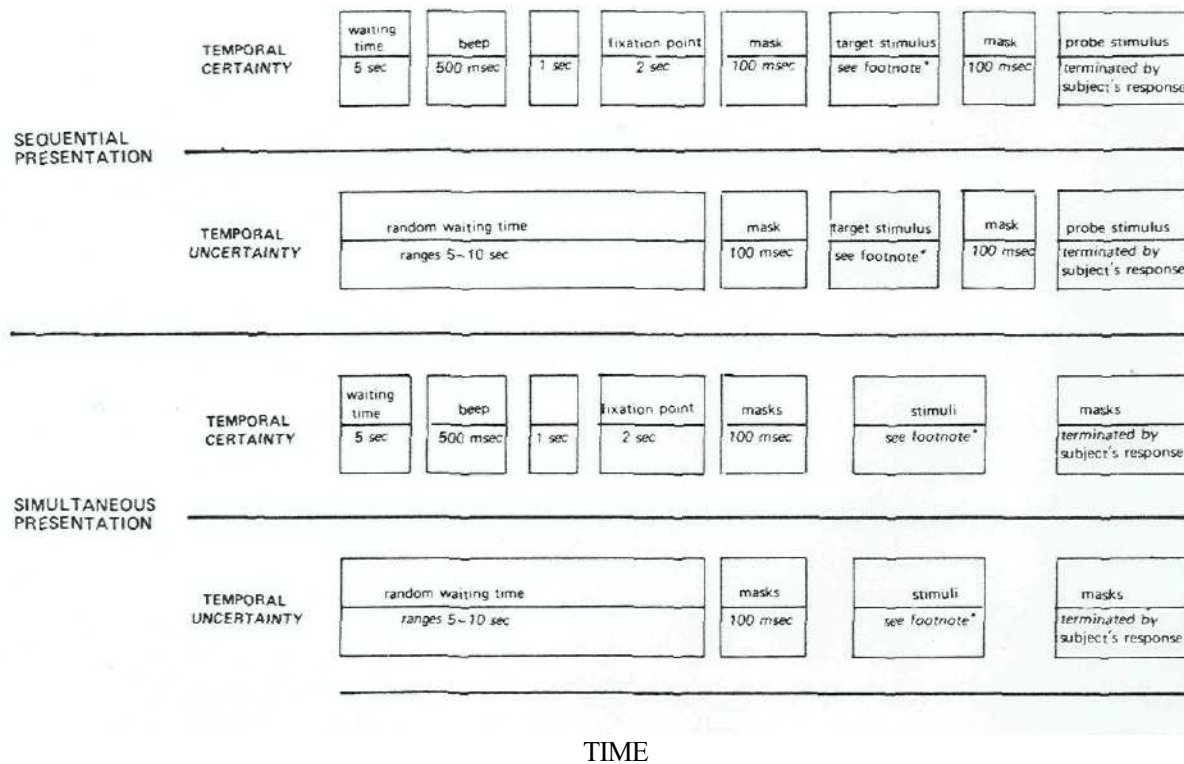 TEMPORAL
CERTAINTY
waiting
time
5 sec
beep
500 msec
1 sec
fixation point
2 sec
mask
100 msec
target stimulus
see footnote*
mask
100 msec
probe stimulus
terminated by
subject's response
SEQUENTIAL
PRESENTATION
TEMPORAL
UNCERTAINTY
random waiting time
ranges 5~10 sec
mask
100 msec
target stimulus
see footnote*
mask
100 msec
probe stimulus
terminated by
subject's response
TEMPORAL
CERTAINTY
waiting
time
5 sec
beep
500 msec
1 sec
fixation point
2 sec
masks
100 msec
stimuli
see footnote*
masks
terminated by
subject's response
SIMULTANEOUS
PRESENTATION
TEMPORAL
UNCERTAINTY
random waiting time
ranges 5~10 sec
masks
100 msec
stimuli
see footnote*
masks
terminated by
subject's response
TIME